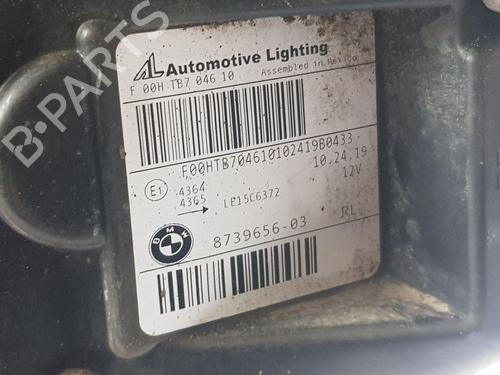 AL Automotive Lighting
F 00H TB7 046 10
Assembled in Mexico
F00HTB704610102419B0433
10.24.19
E1
4364
12V
4365
LE15C6372
BMW
8739656-03
RL
B-PARTS